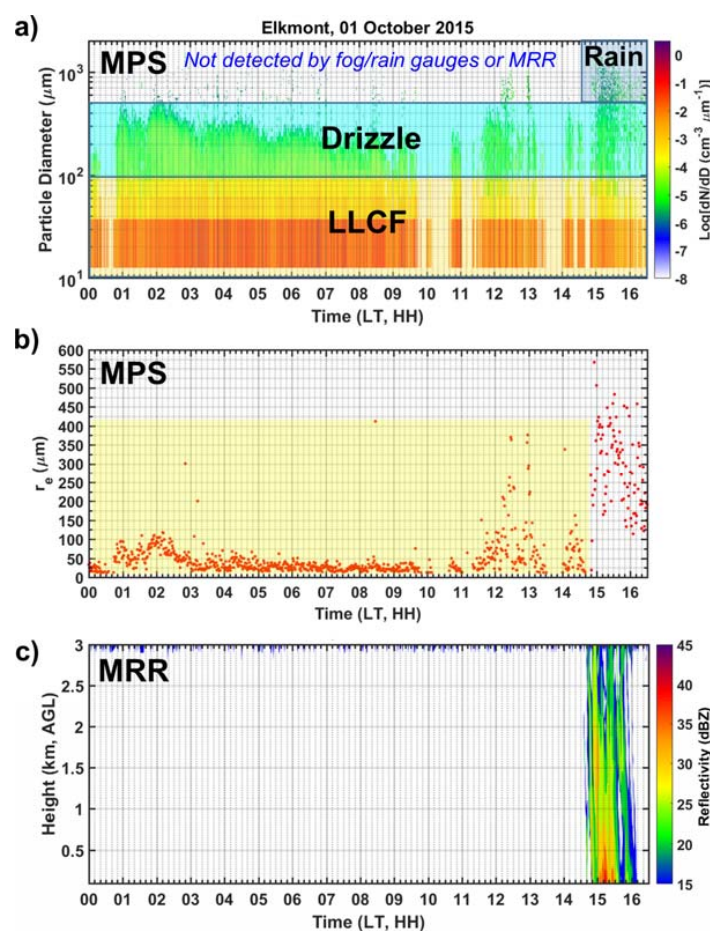 a)
Elkmont, 01 October 2015
MPS
Not detected by fog/rain gauges or MRR
Rain
Drizzle
LLCF
Particle Diameter (μm)
10³
10²
10¹
00 01 02 03 04 05 06 07 08 09 10 11 12 13 14 15 16
Time (LT, HH)
0
-1
-2
-3
-4
-5
-6
-7
-8
Log[dN/dD (cm⁻³ μm⁻¹)]
b)
MPS
rₑ (μm)
600
550
500
450
400
350
300
250
200
150
100
50
0
00 01 02 03 04 05 06 07 08 09 10 11 12 13 14 15 16
Time (LT, HH)
c)
MRR
Height (km, AGL)
3
2.5
2
1.5
1
0.5
00 01 02 03 04 05 06 07 08 09 10 11 12 13 14 15 16
Time (LT, HH)
45
40
35
30
25
20
15
Reflectivity (dBZ)